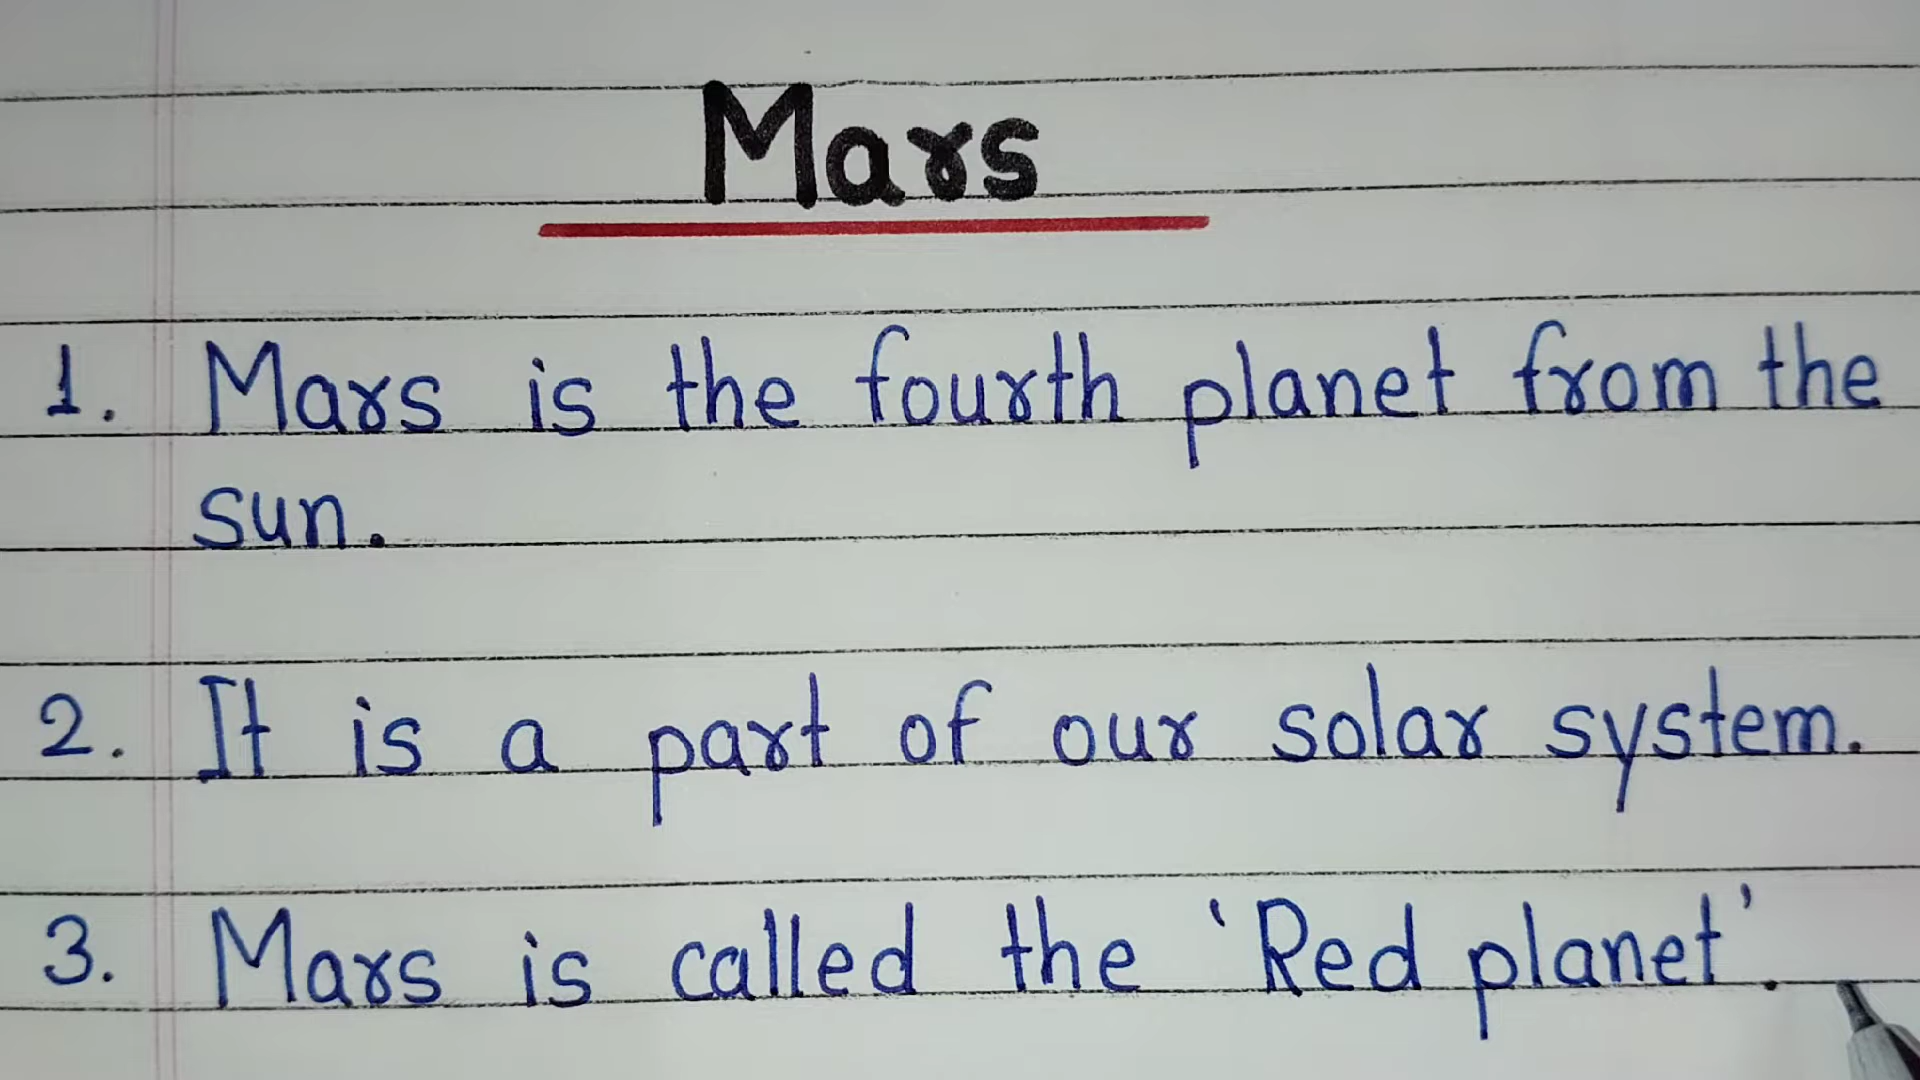 Mars
1. Mars is the fourth planet from the
sun.
2. It is a part of our solar system.
3. Mars is called the ‘Red planet’.